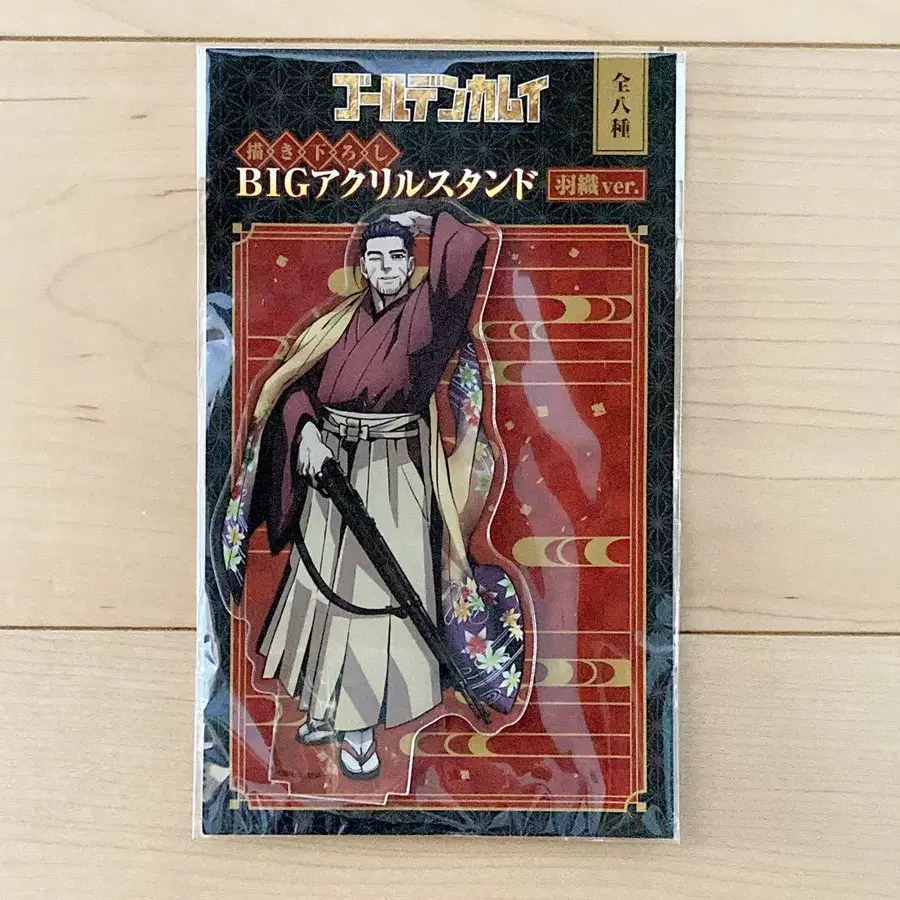 ゴールデンカムイ
全八種
描き下ろし
BIGアクリルスタンド
羽織ver.